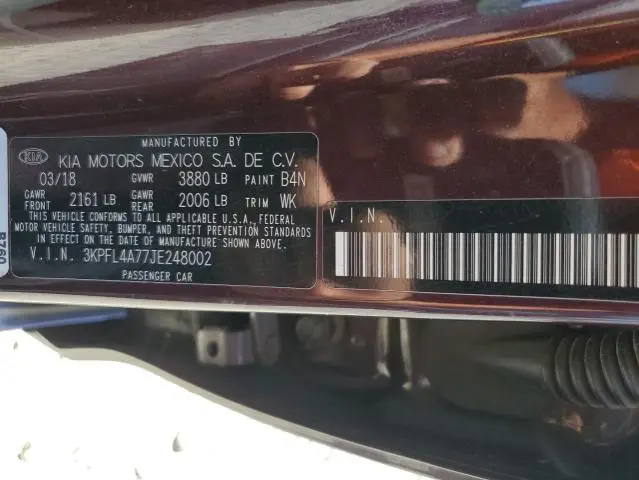 MANUFACTURED BY
KIA KIA MOTORS MEXICO S.A. DE C.V.
03/18 GVWR 3880 LB PAINT B4N
GAWR FRONT 2161 LB GAWR REAR 2006 LB TRIM WK
THIS VEHICLE CONFORMS TO ALL APPLICABLE U.S.A. FEDERAL
MOTOR VEHICLE SAFETY, BUMPER, AND THEFT PREVENTION STANDARDS
IN EFFECT ON THE DATE OF MANUFACTURE SHOWN ABOVE.
V.I.N. 3KPFL4A77JE248002
PASSENGER CAR
V.I.N.
B760